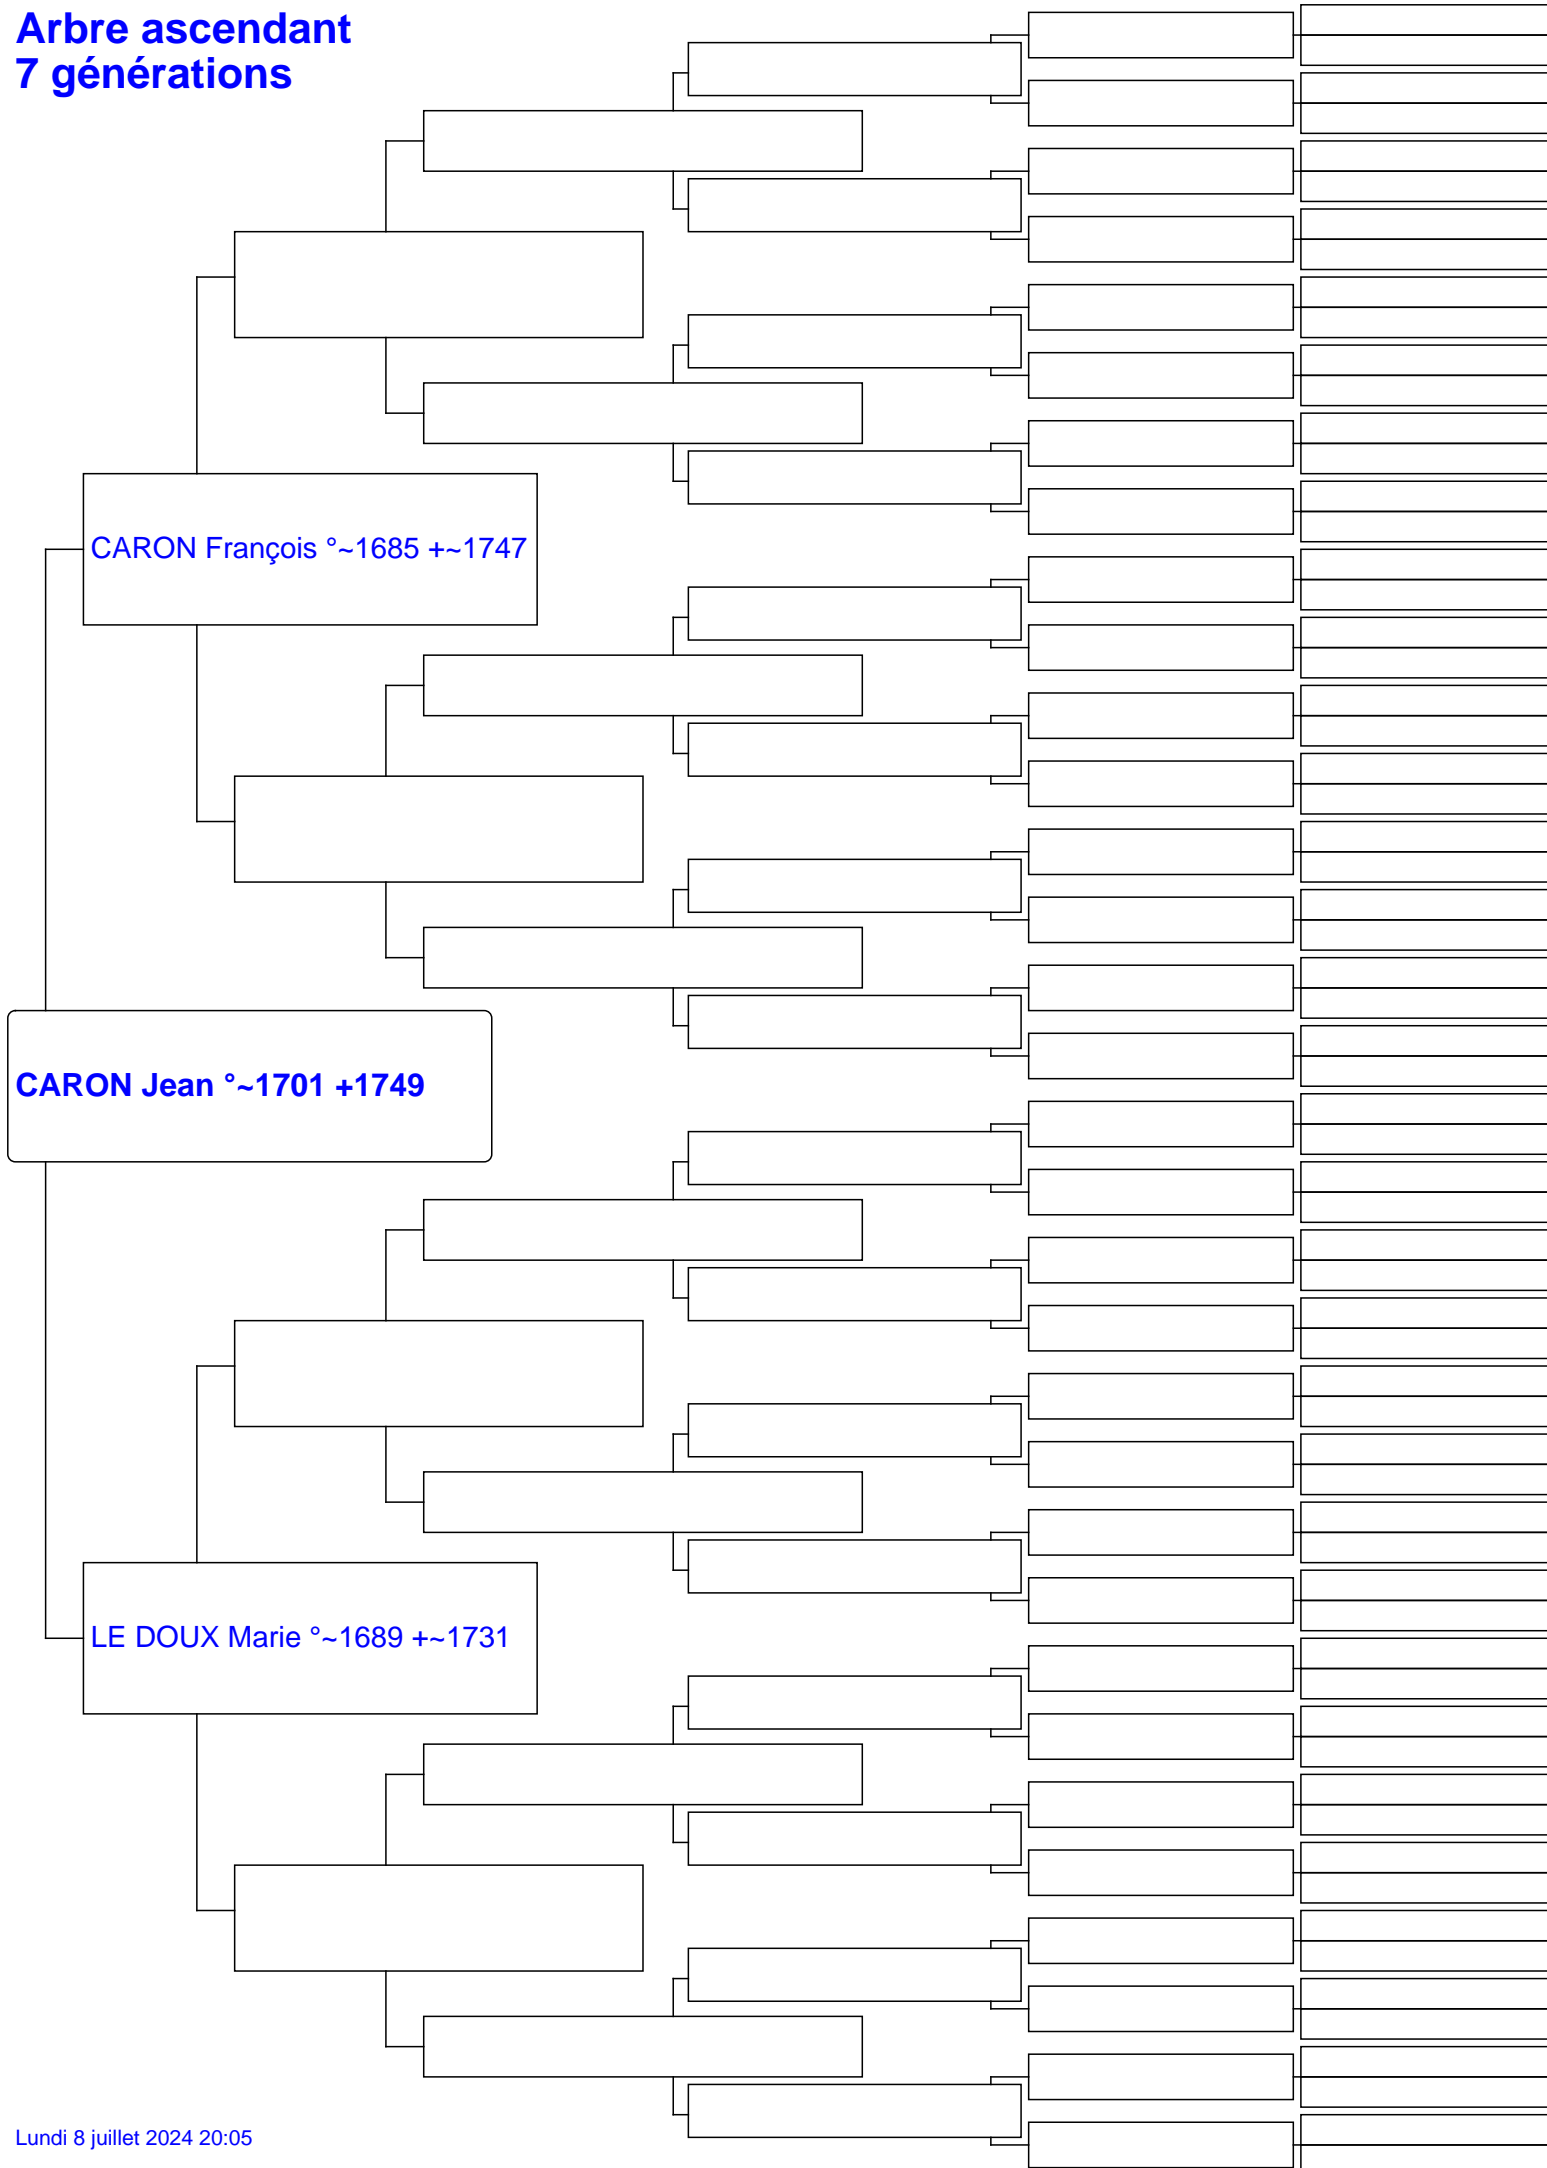 Arbre ascendant
7 générations
CARON François °~1685 +~1747
CARON Jean °~1701 +1749
LE DOUX Marie °~1689 +~1731
Lundi 8 juillet 2024 20:05